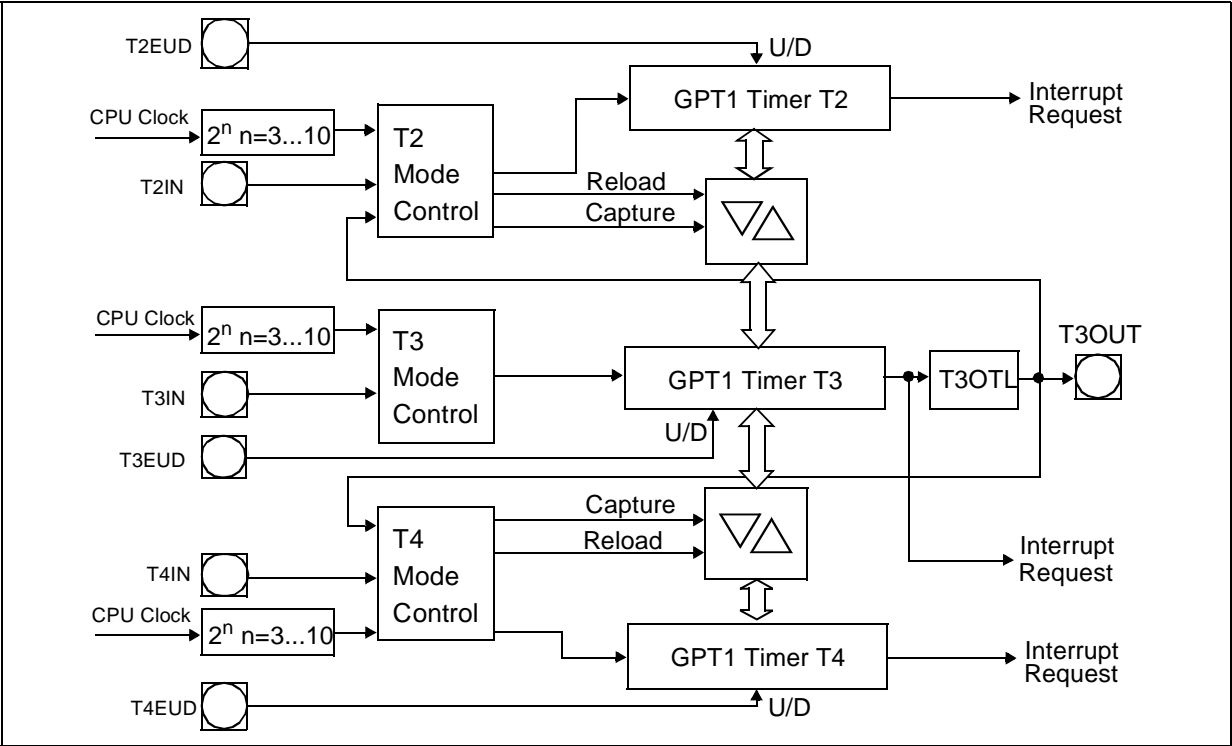 T2EUD
U/D
GPT1 Timer T2
Interrupt
Request
CPU Clock
2ⁿ n=3...10
T2
Mode
Control
T2IN
Reload
Capture
CPU Clock
2ⁿ n=3...10
T3
Mode
Control
T3OUT
GPT1 Timer T3
T3OTL
T3IN
U/D
T3EUD
Capture
Reload
T4
Mode
Control
Interrupt
Request
T4IN
CPU Clock
2ⁿ n=3...10
GPT1 Timer T4
Interrupt
Request
T4EUD
U/D